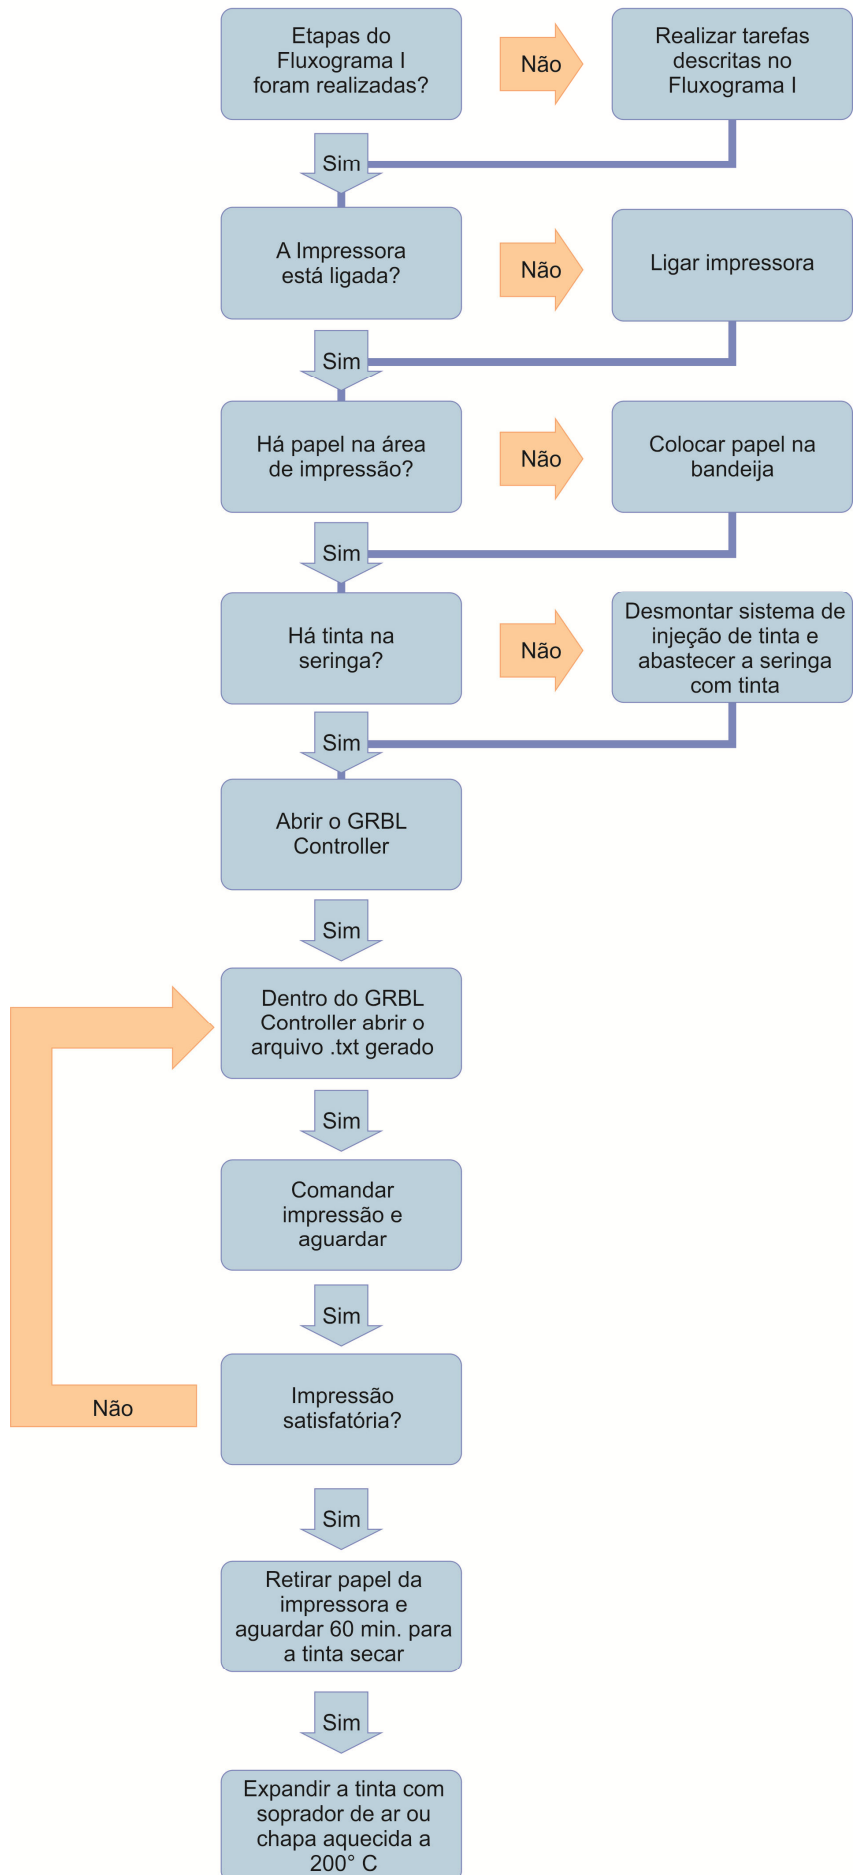 Etapas do
Fluxograma I
foram realizadas?
Não
Realizar tarefas
descritas no
Fluxograma I
Sim
A Impressora
está ligada?
Não
Ligar impressora
Sim
Há papel na área
de impressão?
Não
Colocar papel na
bandeija
Sim
Há tinta na
seringa?
Não
Desmontar sistema de
injeção de tinta e
abastecer a seringa
com tinta
Sim
Abrir o GRBL
Controller
Sim
Dentro do GRBL
Controller abrir o
arquivo .txt gerado
Sim
Comandar
impressão e
aguardar
Sim
Impressão
satisfatória?
Não
Sim
Retirar papel da
impressora e
aguardar 60 min. para
a tinta secar
Sim
Expandir a tinta com
soprador de ar ou
chapa aquecida a
200° C